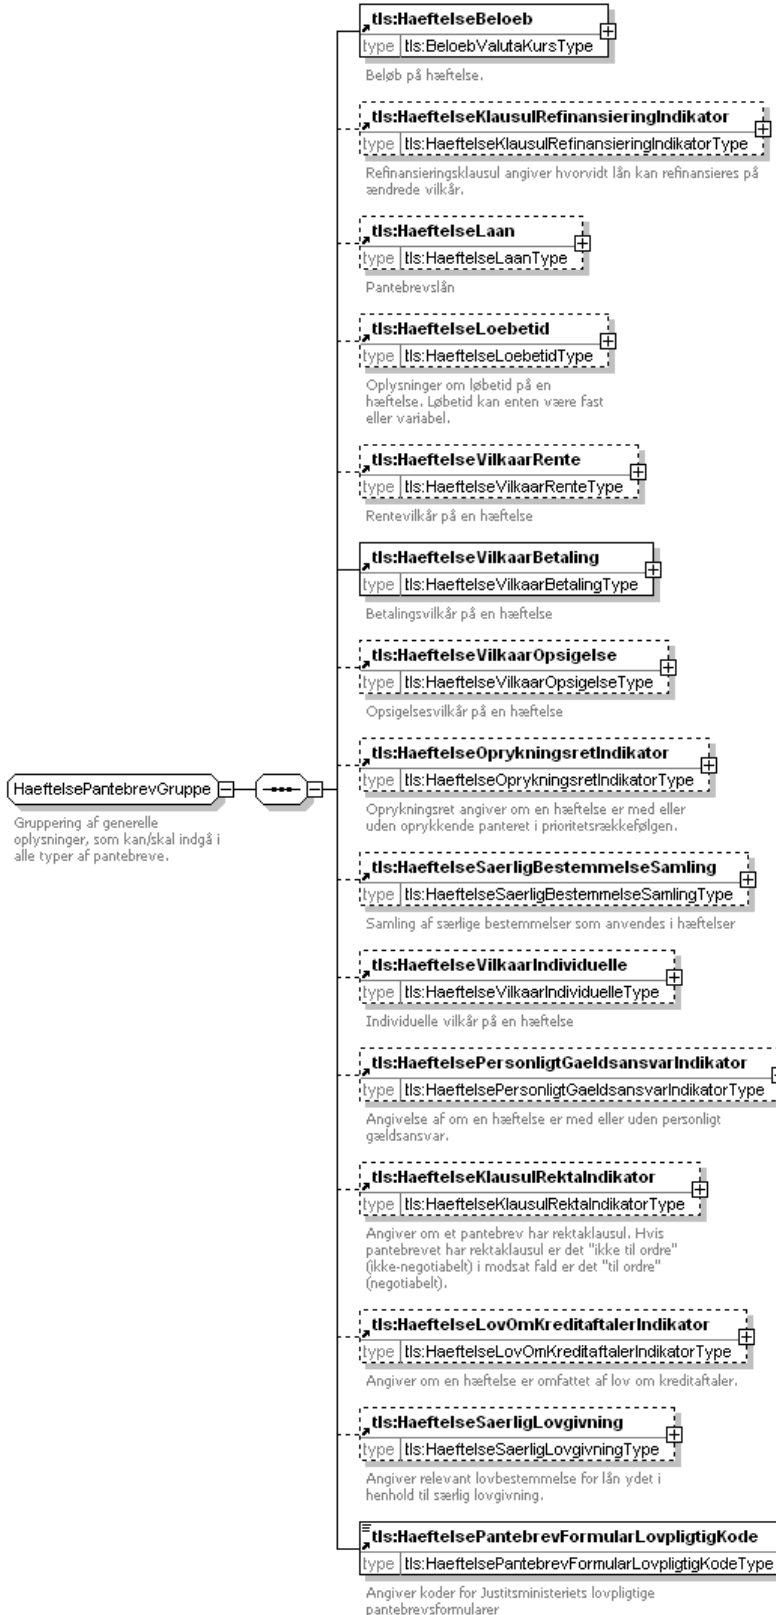 tls:HaeftelseBeloeb
type tls:BeloebValutaKursType
Beløb på hæftelse.
tls:HaeftelseKlausulRefinansieringIndikator
type tls:HaeftelseKlausulRefinansieringIndikatorType
Refinansieringsklausul angiver hvorvidt lån kan refinansieres på
ændrede vilkår.
tls:HaeftelseLaan
type tls:HaeftelseLaanType
Pantebrevslån
tls:HaeftelseLoebetid
type tls:HaeftelseLoebetidType
Oplysninger om løbetid på en
hæftelse. Løbetid kan enten være fast
eller variabel.
tls:HaeftelseVilkaarRente
type tls:HaeftelseVilkaarRenteType
Rentevilkår på en hæftelse
tls:HaeftelseVilkaarBetaling
type tls:HaeftelseVilkaarBetalingType
Betalingsvilkår på en hæftelse
tls:HaeftelseVilkaarOpsigelse
type tls:HaeftelseVilkaarOpsigelseType
Opsigelsesvilkår på en hæftelse
HaeftelsePantebrevGruppe
Gruppering af generelle
oplysninger, som kan/skal indgå i
alle typer af pantebreve.
tls:HaeftelseOprykningsretIndikator
type tls:HaeftelseOprykningsretIndikatorType
Oprykningsret angiver om en hæftelse er med eller
uden oprykkende panteret i prioritetsrækkefølgen.
tls:HaeftelseSaerligBestemmelseSamling
type tls:HaeftelseSaerligBestemmelseSamlingType
Samling af særlige bestemmelser som anvendes i hæftelser
tls:HaeftelseVilkaarIndividuelle
type tls:HaeftelseVilkaarIndividuelleType
Individuelle vilkår på en hæftelse
tls:HaeftelsePersonligtGaeldsansvarIndikator
type tls:HaeftelsePersonligtGaeldsansvarIndikatorType
Angivelse af om en hæftelse er med eller uden personligt
gældsansvar.
tls:HaeftelseKlausulRektaIndikator
type tls:HaeftelseKlausulRektaIndikatorType
Angiver om et pantebrev har rektaklausul. Hvis
pantebrevet har rektaklausul er det "ikke til ordre"
(ikke-negotiabelt) i modsat fald er det "til ordre"
(negotiabelt).
tls:HaeftelseLovOmKreditaftalerIndikator
type tls:HaeftelseLovOmKreditaftalerIndikatorType
Angiver om en hæftelse er omfattet af lov om kreditaftaler.
tls:HaeftelseSaerligLovgivning
type tls:HaeftelseSaerligLovgivningType
Angiver relevant lovbestemmelse for lån ydet i
henhold til særlig lovgivning.
tls:HaeftelsePantebrevFormularLovpligtigKode
type tls:HaeftelsePantebrevFormularLovpligtigKodeType
Angiver koder for Justitsministeriets lovpligtige
pantebrevsformularer